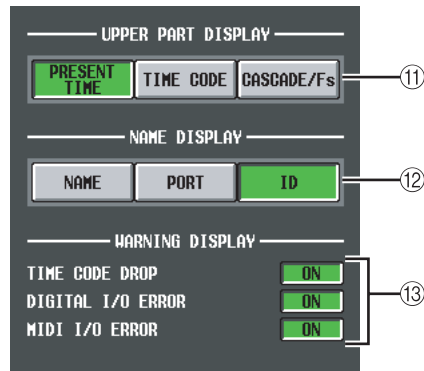 UPPER PART DISPLAY
PRESENT TIME TIME CODE CASCADE/Fs ⑪
NAME DISPLAY
NAME PORT ID ⑫
WARNING DISPLAY
TIME CODE DROP ON
DIGITAL I/O ERROR ON ⑬
MIDI I/O ERROR ON